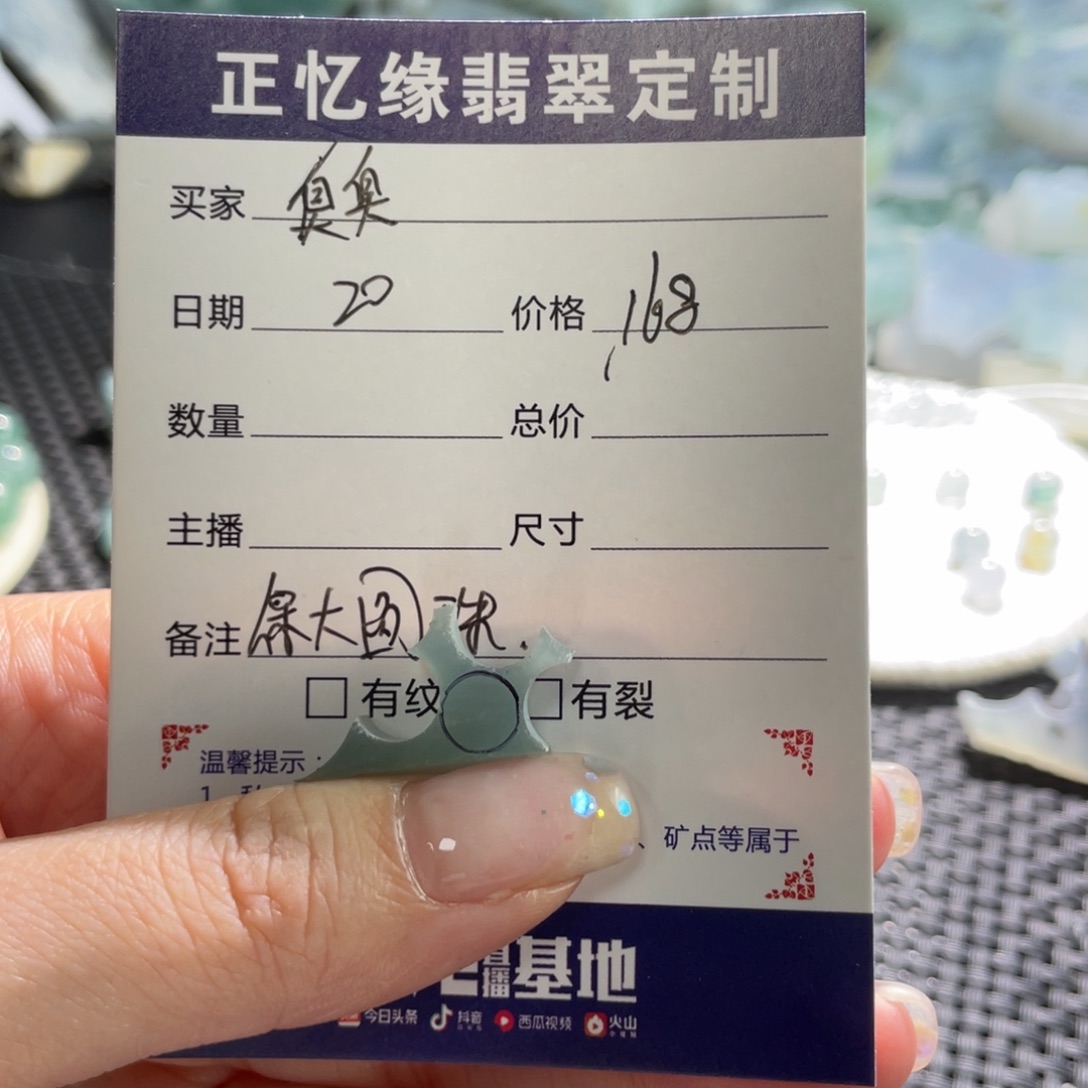 正忆缘翡翠定制
买家 臭臭
日期 20 价格 168
数量 总价
主播 尺寸
备注 保大圆珠.
有纹 有裂
温馨提示：
1
、矿点等属于
直播基地
今日头条 抖音 西瓜视频 火山